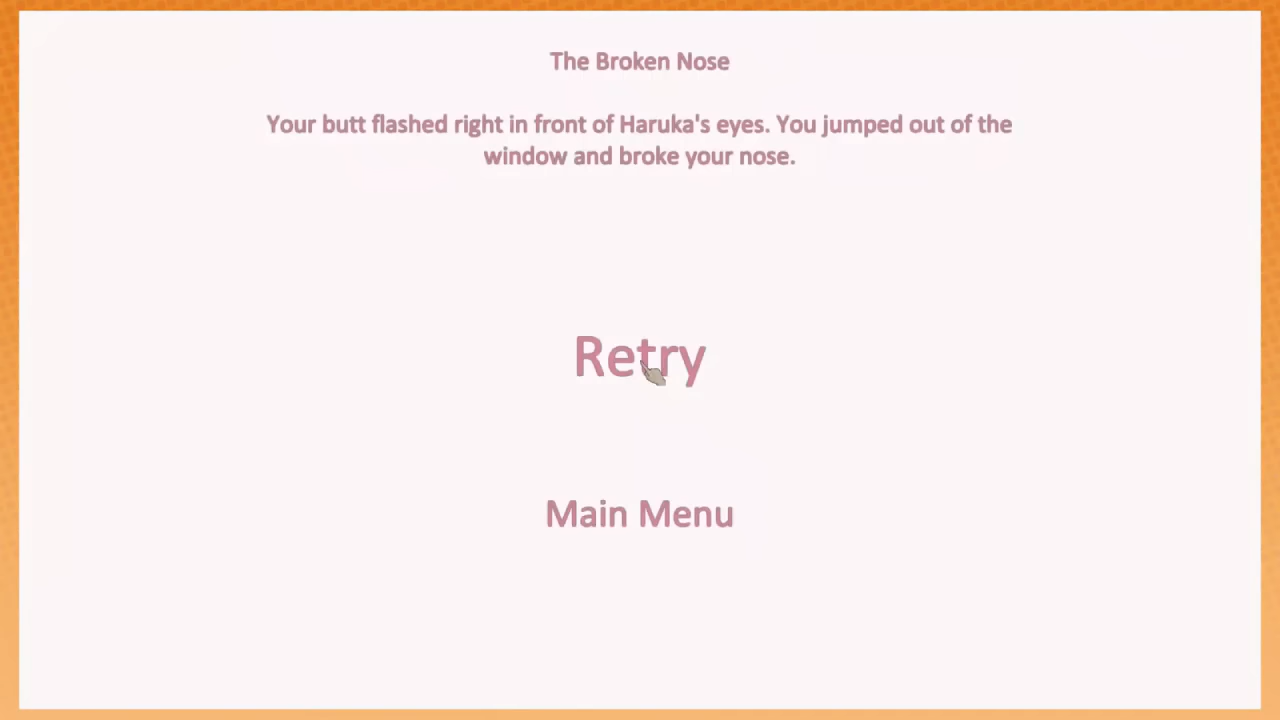 The Broken Nose
Your butt flashed right in front of Haruka's eyes. You jumped out of the
window and broke your nose.
Retry
Main Menu